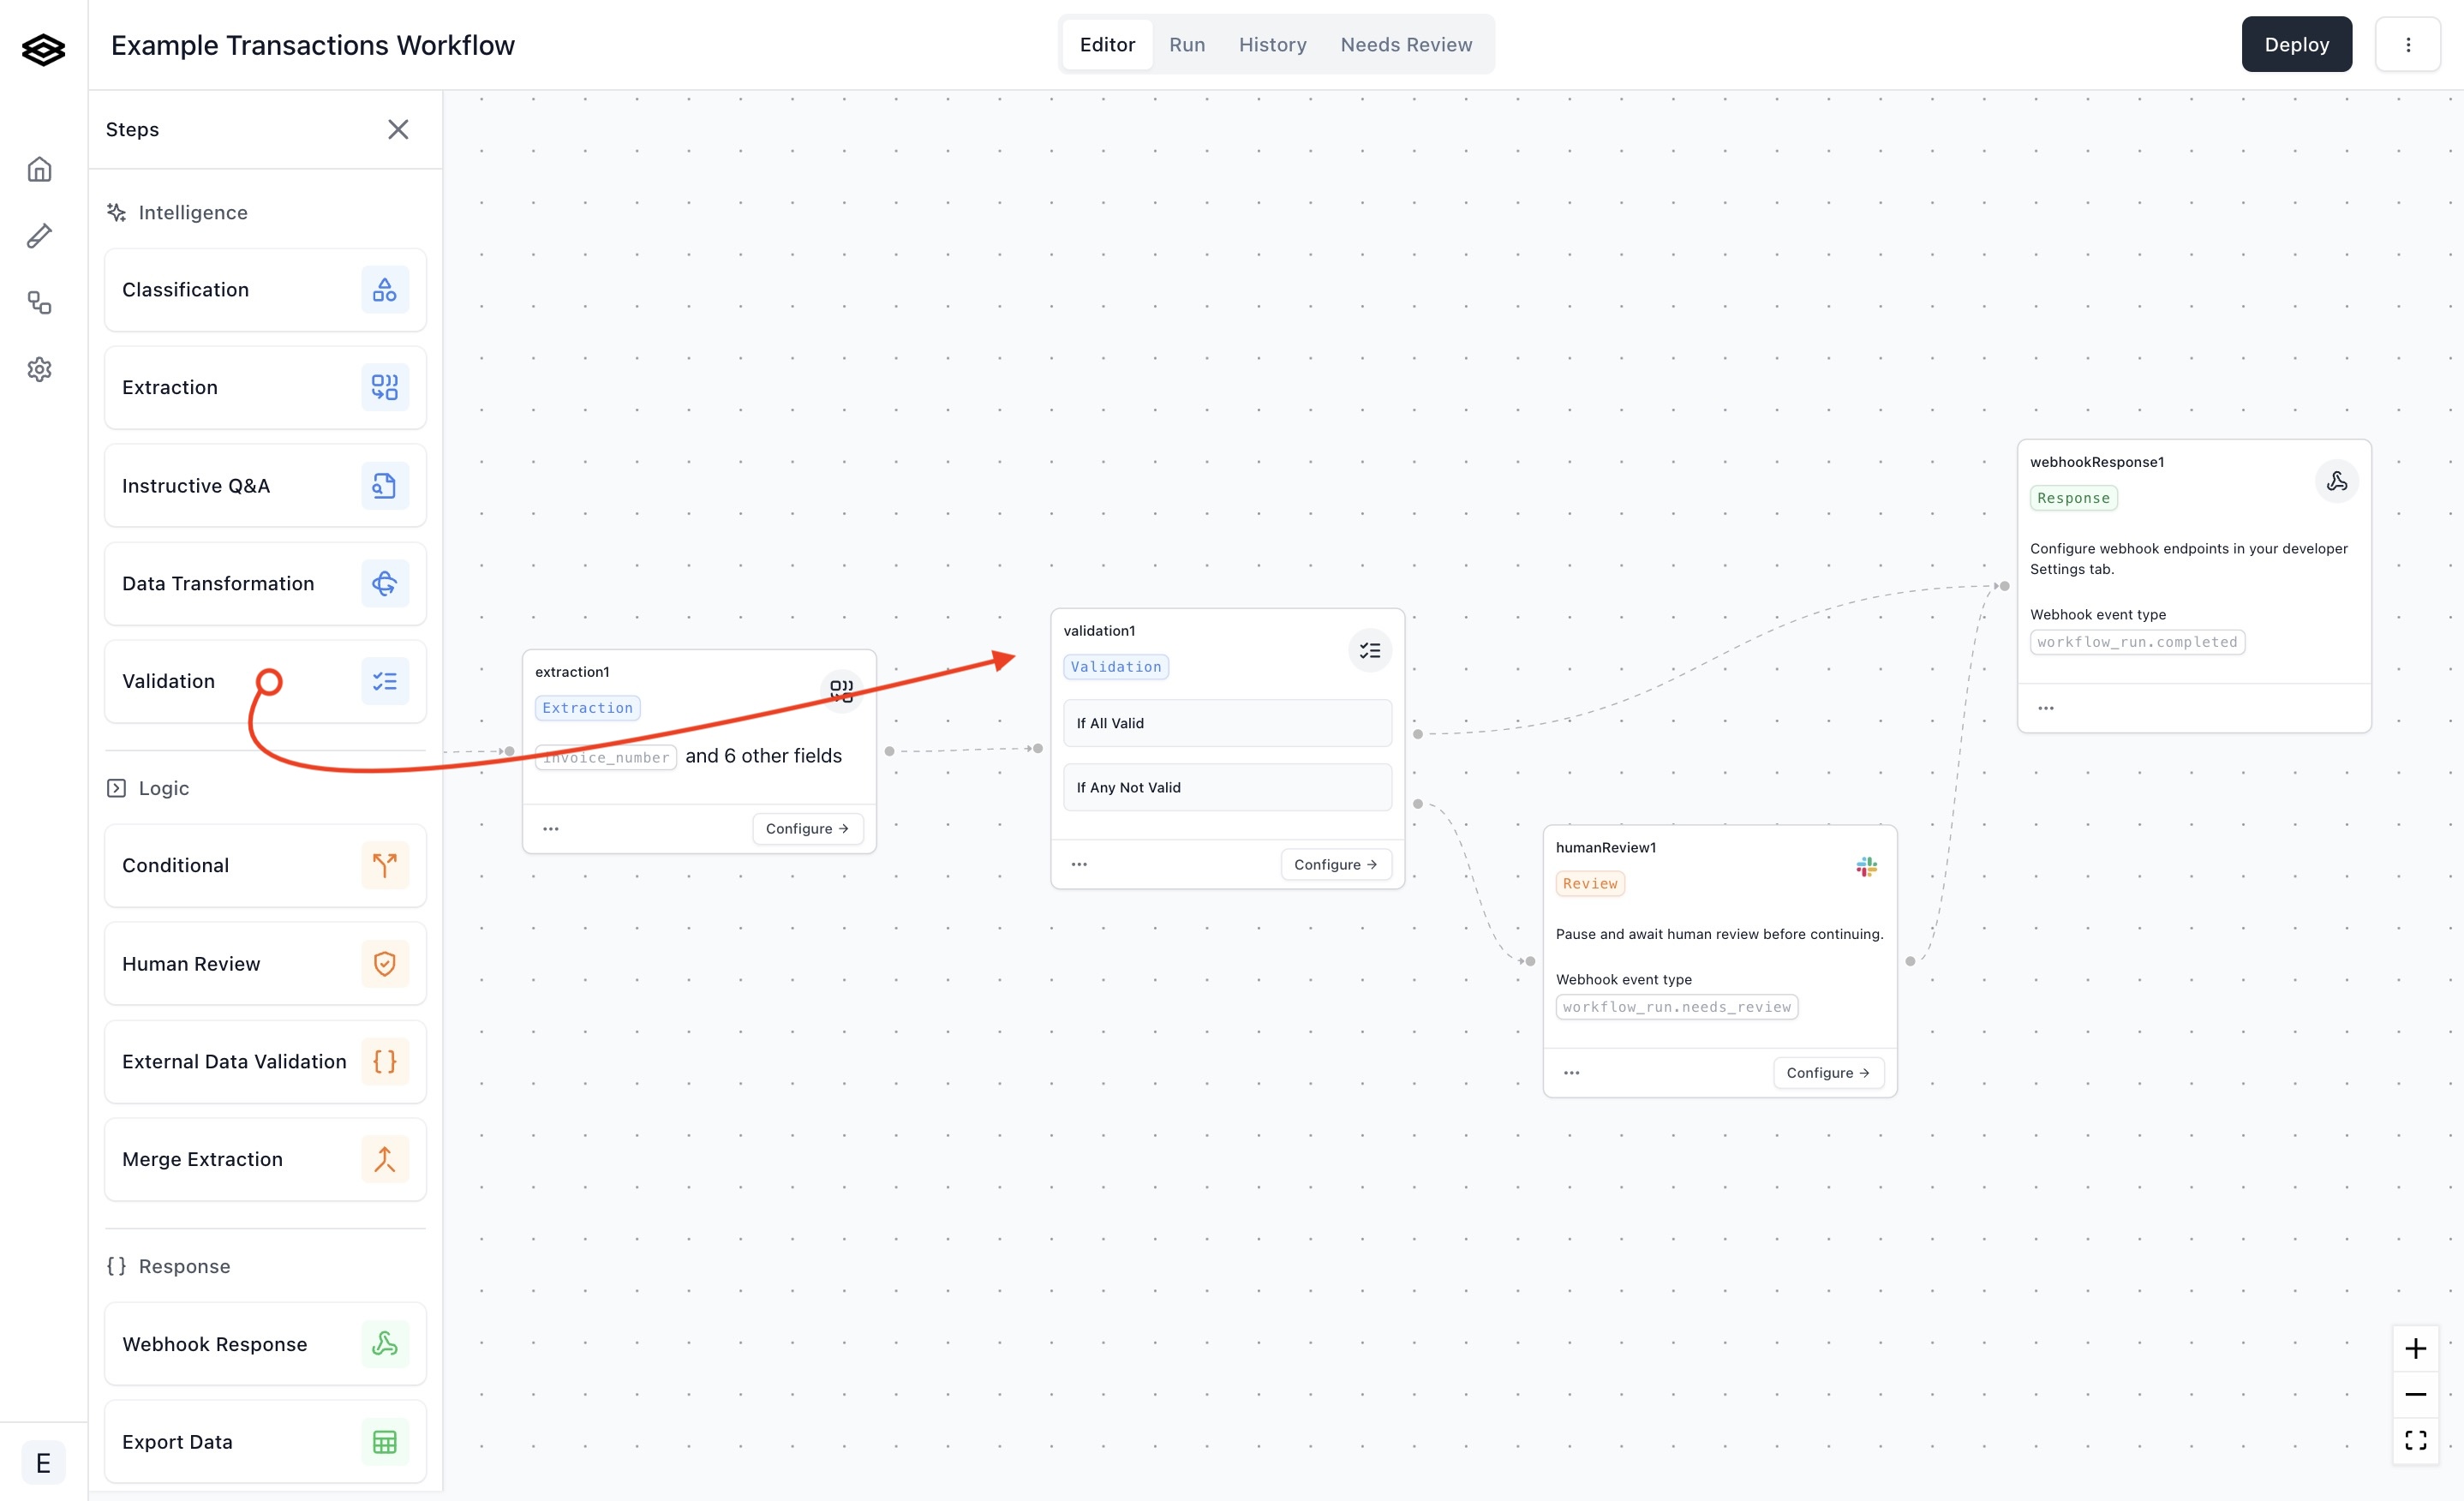 Example Transactions Workflow
Editor
Run
History
Needs Review
Deploy
Steps
Intelligence
Classification
Extraction
Instructive Q&A
Data Transformation
Validation
Logic
Conditional
Human Review
External Data Validation
Merge Extraction
Response
Webhook Response
Export Data
E
extraction1
Extraction
invoice_number and 6 other fields
Configure →
validation1
Validation
If All Valid
If Any Not Valid
Configure →
humanReview1
Review
Pause and await human review before continuing.
Webhook event type
workflow_run.needs_review
Configure →
webhookResponse1
Response
Configure webhook endpoints in your developer
Settings tab.
Webhook event type
workflow_run.completed